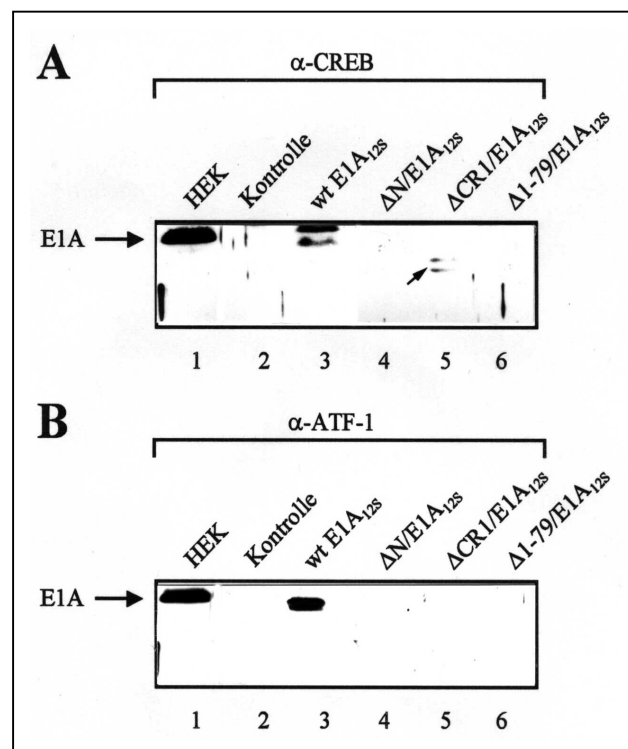 A
α-CREB
HEK
Kontrolle
wt E1A12S
ΔN/E1A12S
ΔCR1/E1A12S
Δ1-79/E1A12S
E1A
1 2 3 4 5 6
B
α-ATF-1
HEK
Kontrolle
wt E1A12S
ΔN/E1A12S
ΔCR1/E1A12S
Δ1-79/E1A12S
E1A
1 2 3 4 5 6